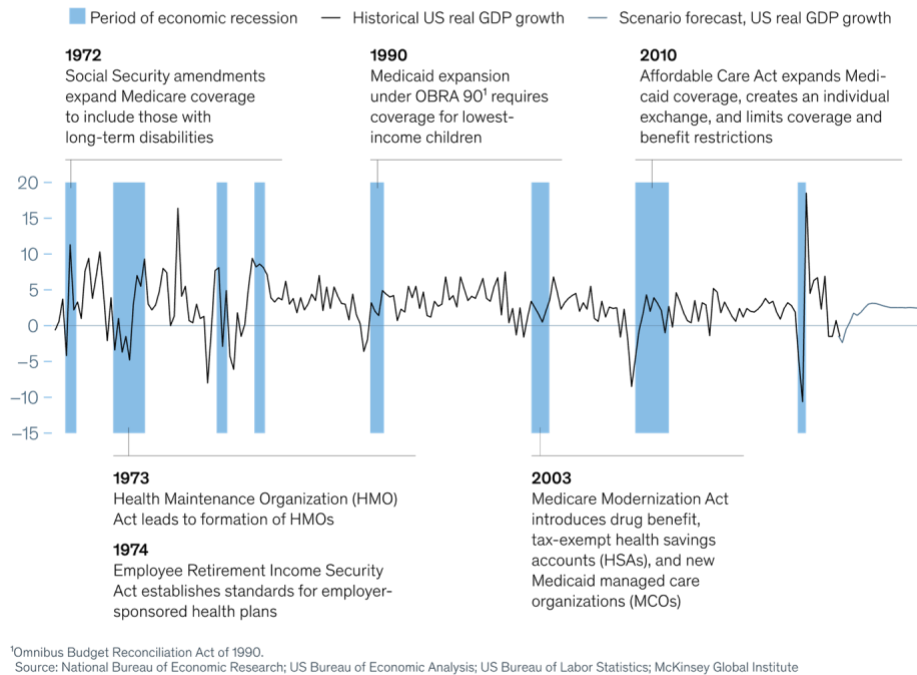 Period of economic recession
Historical US real GDP growth
Scenario forecast, US real GDP growth
1972
Social Security amendments
expand Medicare coverage
to include those with
long-term disabilities
1990
Medicaid expansion
under OBRA 90¹ requires
coverage for lowest-
income children
2010
Affordable Care Act expands Medi-
caid coverage, creates an individual
exchange, and limits coverage and
benefit restrictions
20
15
10
5
0
−5
−10
−15
1973
Health Maintenance Organization (HMO)
Act leads to formation of HMOs
1974
Employee Retirement Income Security
Act establishes standards for employer-
sponsored health plans
2003
Medicare Modernization Act
introduces drug benefit,
tax-exempt health savings
accounts (HSAs), and new
Medicaid managed care
organizations (MCOs)
¹Omnibus Budget Reconciliation Act of 1990.
Source: National Bureau of Economic Research; US Bureau of Economic Analysis; US Bureau of Labor Statistics; McKinsey Global Institute